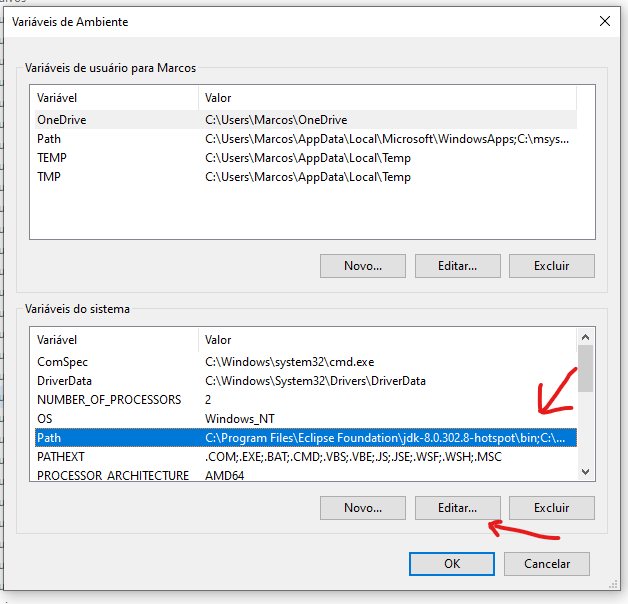 Variáveis de Ambiente
Variáveis de usuário para Marcos
Variável Valor
OneDrive C:\Users\Marcos\OneDrive
Path C:\Users\Marcos\AppData\Local\Microsoft\WindowsApps;C:\msys...
TEMP C:\Users\Marcos\AppData\Local\Temp
TMP C:\Users\Marcos\AppData\Local\Temp
Novo... Editar... Excluir
Variáveis do sistema
Variável Valor
ComSpec C:\Windows\system32\cmd.exe
DriverData C:\Windows\System32\Drivers\DriverData
NUMBER_OF_PROCESSORS 2
OS Windows_NT
Path C:\Program Files\Eclipse Foundation\jdk-8.0.302.8-hotspot\bin;C:\...
PATHEXT .COM;.EXE;.BAT;.CMD;.VBS;.VBE;.JS;.JSE;.WSF;.WSH;.MSC
PROCESSOR_ARCHITECTURE AMD64
Novo... Editar... Excluir
OK Cancelar